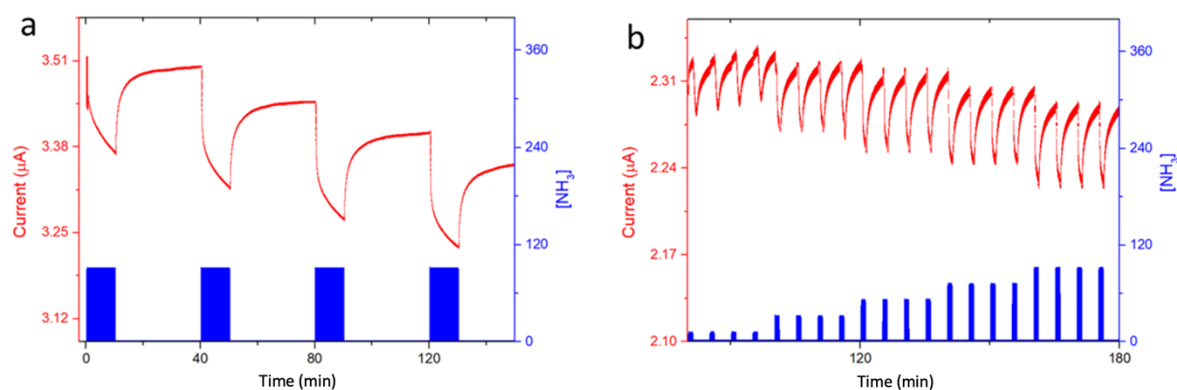 a
3.51
3.38
3.25
3.12
Current (μA)
360
240
120
0
[NH₃]
0
40
80
120
Time (min)
b
2.31
2.24
2.17
2.10
Current (μA)
360
240
120
0
[NH₃]
120
180
Time (min)